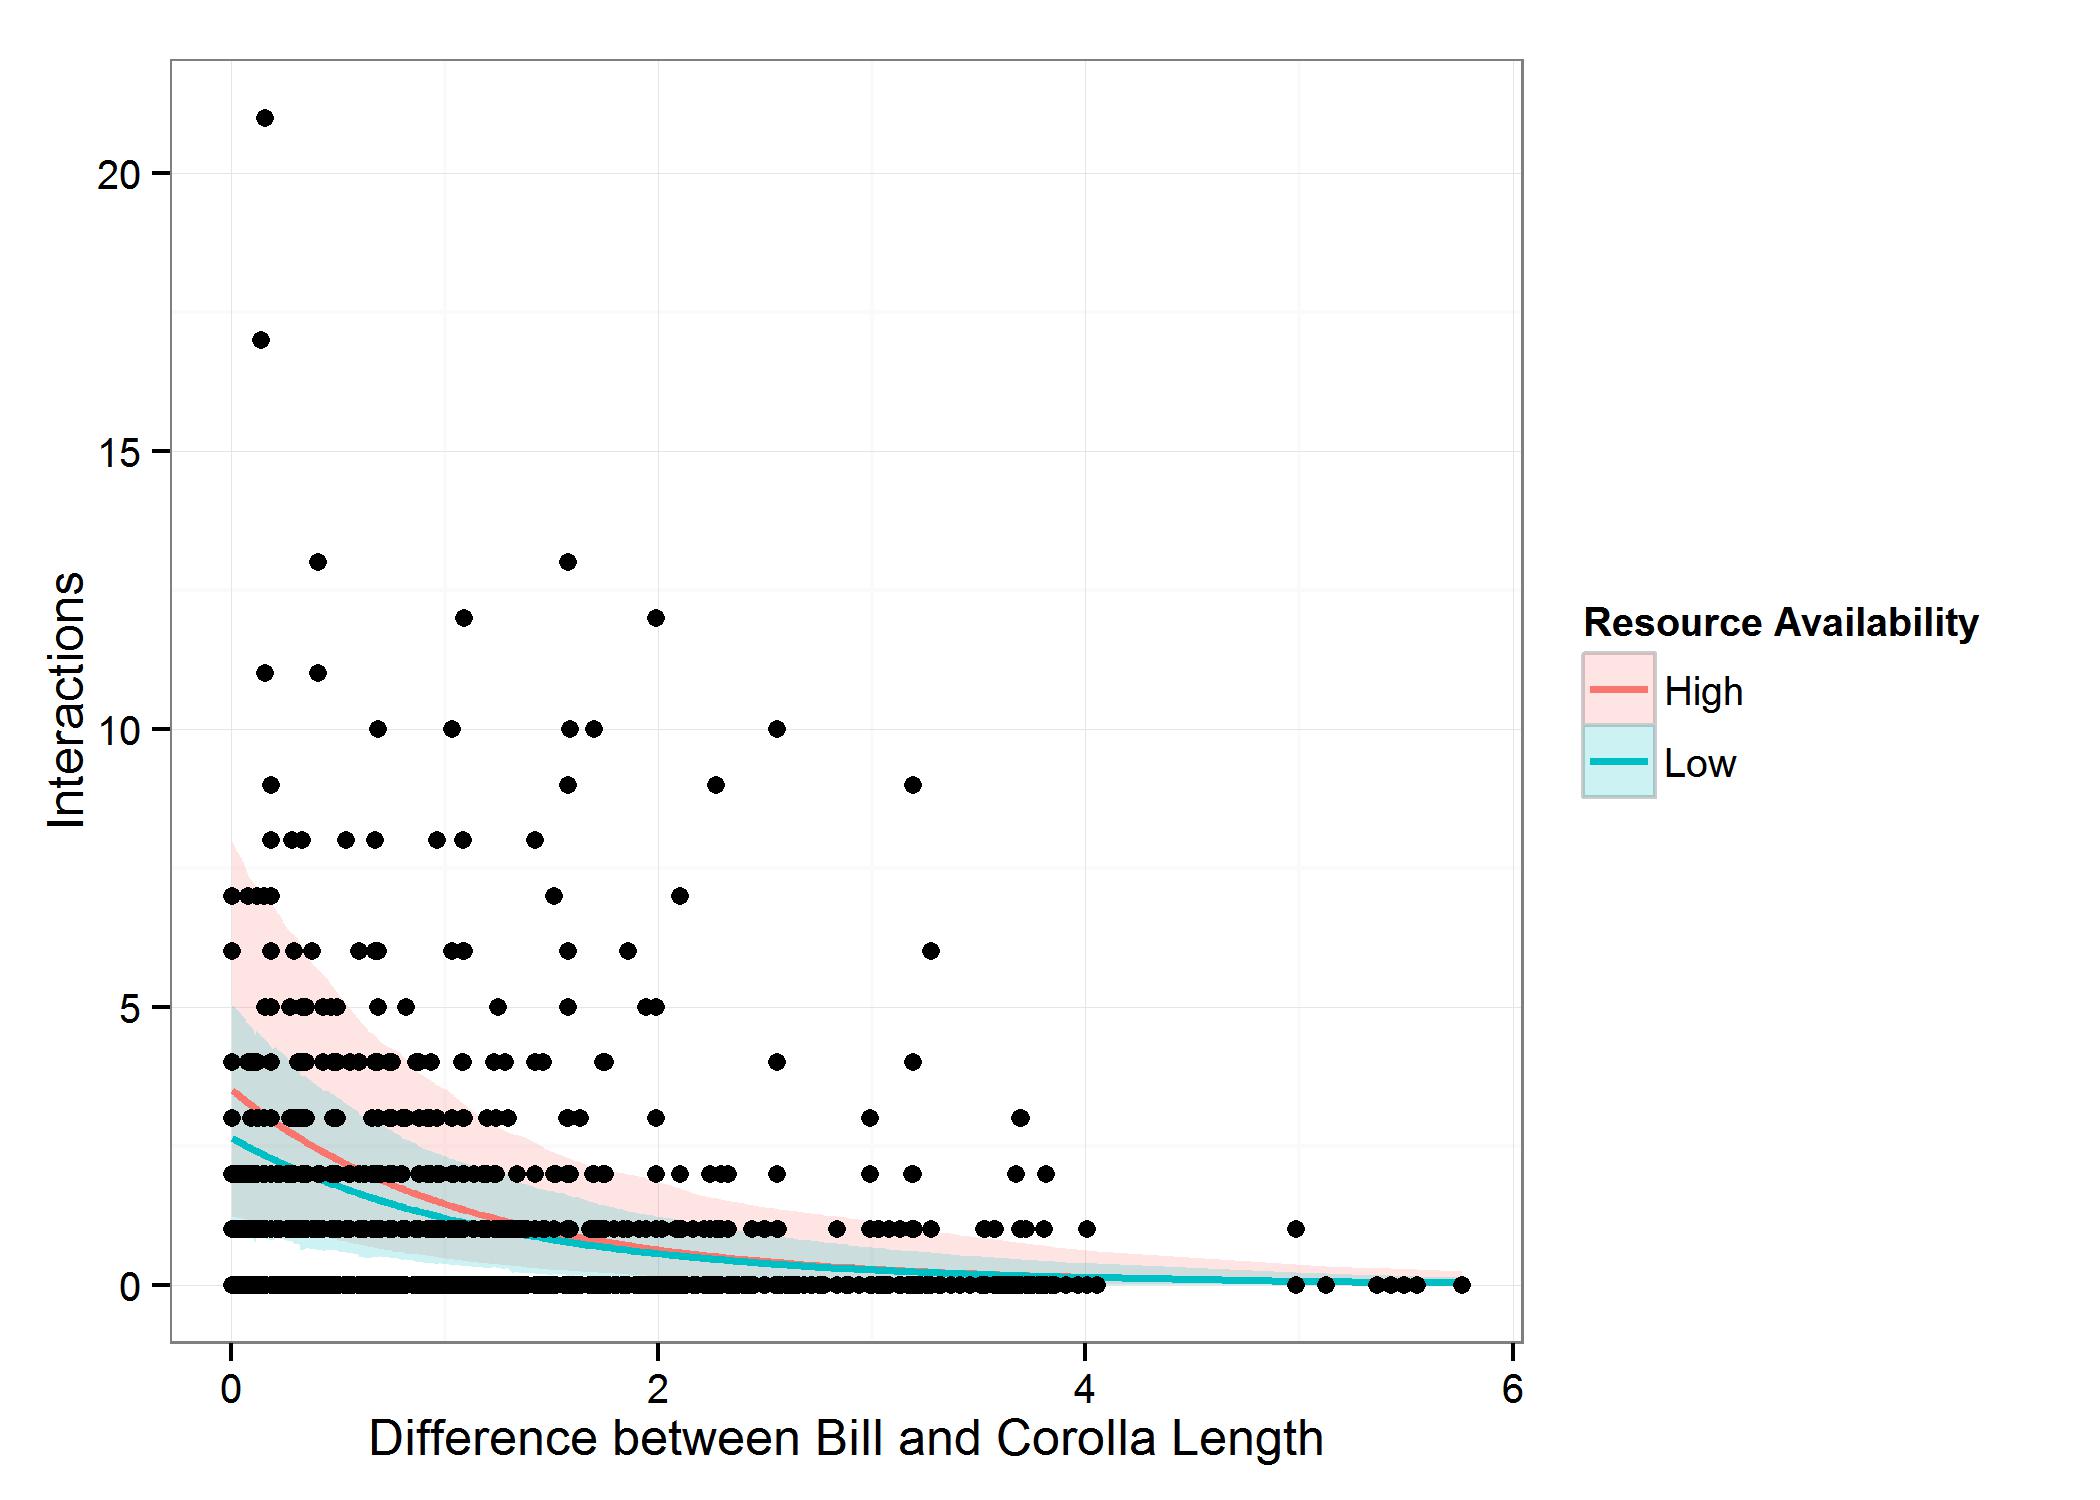 20
15
10
5
0
Interactions
0 2 4 6
Difference between Bill and Corolla Length
Resource Availability
High
Low